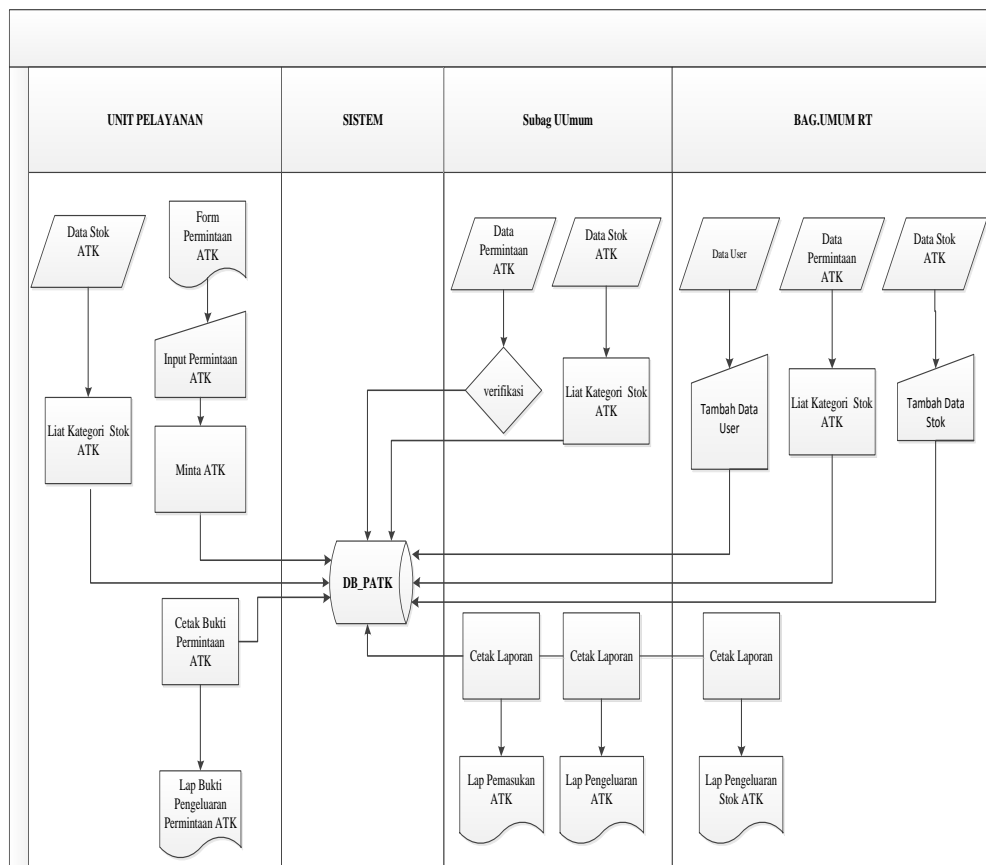 UNIT PELAYANAN
SISTEM
Subag UUmum
BAG.UMUM RT
Data Stok
ATK
Form
Permintaan
ATK
Input Permintaan
ATK
Liat Kategori Stok
ATK
Minta ATK
Cetak Bukti
Permintaan
ATK
Lap Bukti
Pengeluaran
Permintaan ATK
DB_PATK
Data
Permintaan
ATK
Data Stok
ATK
verifikasi
Liat Kategori Stok
ATK
Cetak Laporan
Cetak Laporan
Lap Pemasukan
ATK
Lap Pengeluran
ATK
Data User
Data
Permintaan
ATK
Data Stok
ATK
Tambah Data
User
Liat Kategori Stok
ATK
Tambah Data
Stok
Cetak Laporan
Lap Pengeluran
Stok ATK